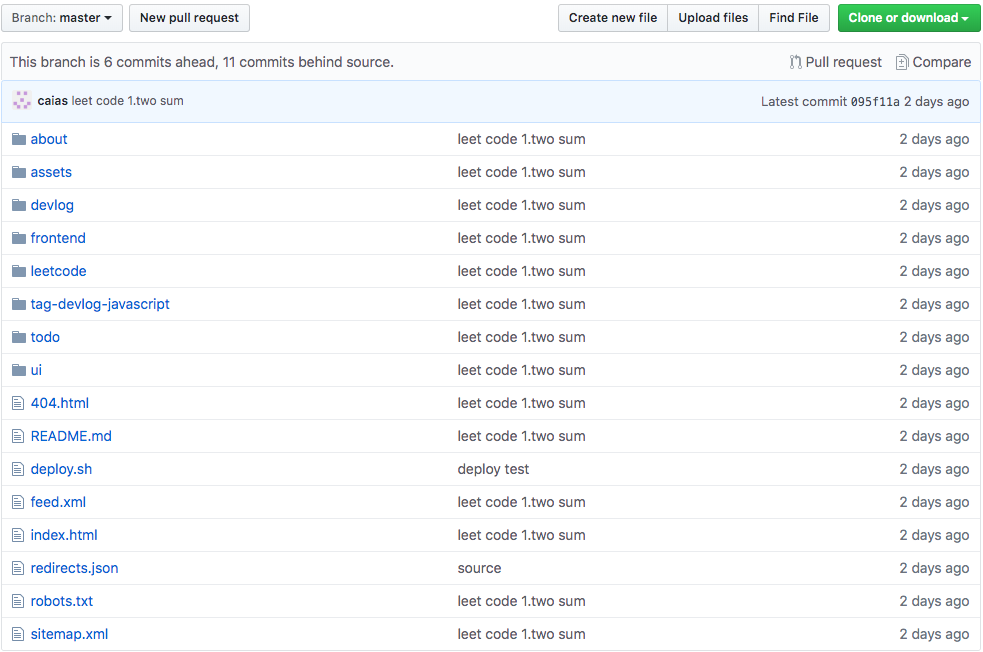 Branch: master New pull request Create new file Upload files Find File Clone or download
This branch is 6 commits ahead, 11 commits behind source. Pull request Compare
caias leet code 1.two sum Latest commit 095f11a 2 days ago
about leet code 1.two sum 2 days ago
assets leet code 1.two sum 2 days ago
devlog leet code 1.two sum 2 days ago
frontend leet code 1.two sum 2 days ago
leetcode leet code 1.two sum 2 days ago
tag-devlog-javascript leet code 1.two sum 2 days ago
todo leet code 1.two sum 2 days ago
ui leet code 1.two sum 2 days ago
404.html leet code 1.two sum 2 days ago
README.md leet code 1.two sum 2 days ago
deploy.sh deploy test 2 days ago
feed.xml leet code 1.two sum 2 days ago
index.html leet code 1.two sum 2 days ago
redirects.json source 2 days ago
robots.txt leet code 1.two sum 2 days ago
sitemap.xml leet code 1.two sum 2 days ago